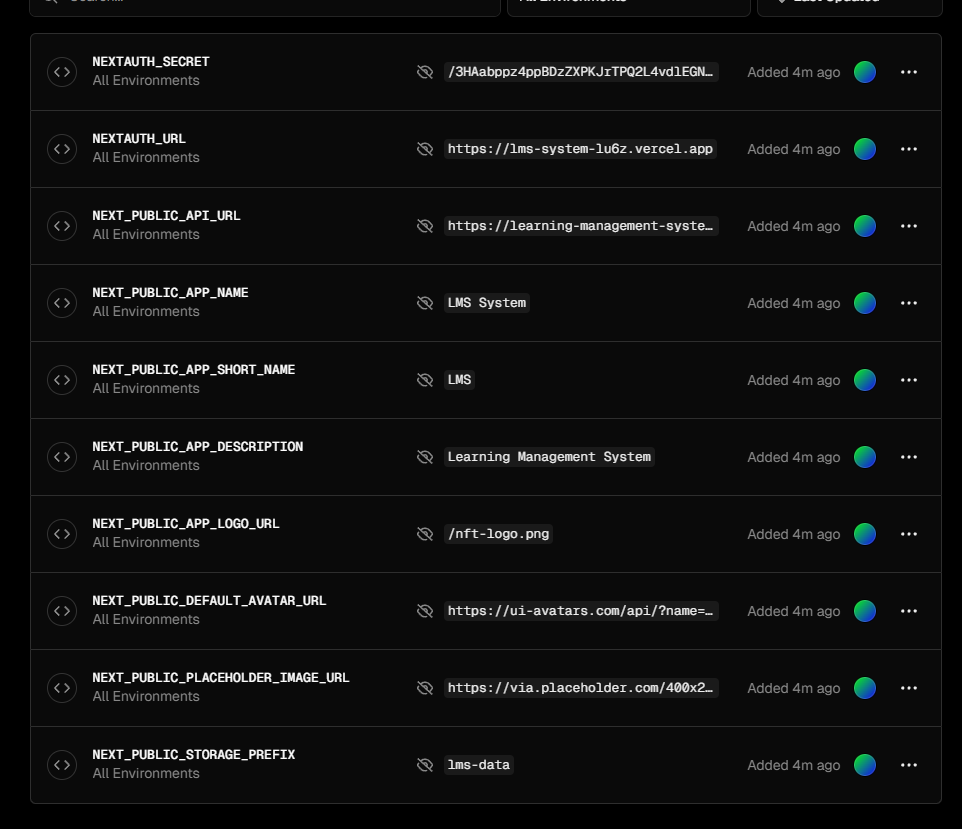 NEXTAUTH_SECRET
All Environments
/3HAabppz4ppBDzZXPKJrTPQ2L4vdlEGN…
Added 4m ago
NEXTAUTH_URL
All Environments
https://lms-system-lu6z.vercel.app
Added 4m ago
NEXT_PUBLIC_API_URL
All Environments
https://learning-management-syste…
Added 4m ago
NEXT_PUBLIC_APP_NAME
All Environments
LMS System
Added 4m ago
NEXT_PUBLIC_APP_SHORT_NAME
All Environments
LMS
Added 4m ago
NEXT_PUBLIC_APP_DESCRIPTION
All Environments
Learning Management System
Added 4m ago
NEXT_PUBLIC_APP_LOGO_URL
All Environments
/nft-logo.png
Added 4m ago
NEXT_PUBLIC_DEFAULT_AVATAR_URL
All Environments
https://ui-avatars.com/api/?name=…
Added 4m ago
NEXT_PUBLIC_PLACEHOLDER_IMAGE_URL
All Environments
https://via.placeholder.com/400x2…
Added 4m ago
NEXT_PUBLIC_STORAGE_PREFIX
All Environments
lms-data
Added 4m ago